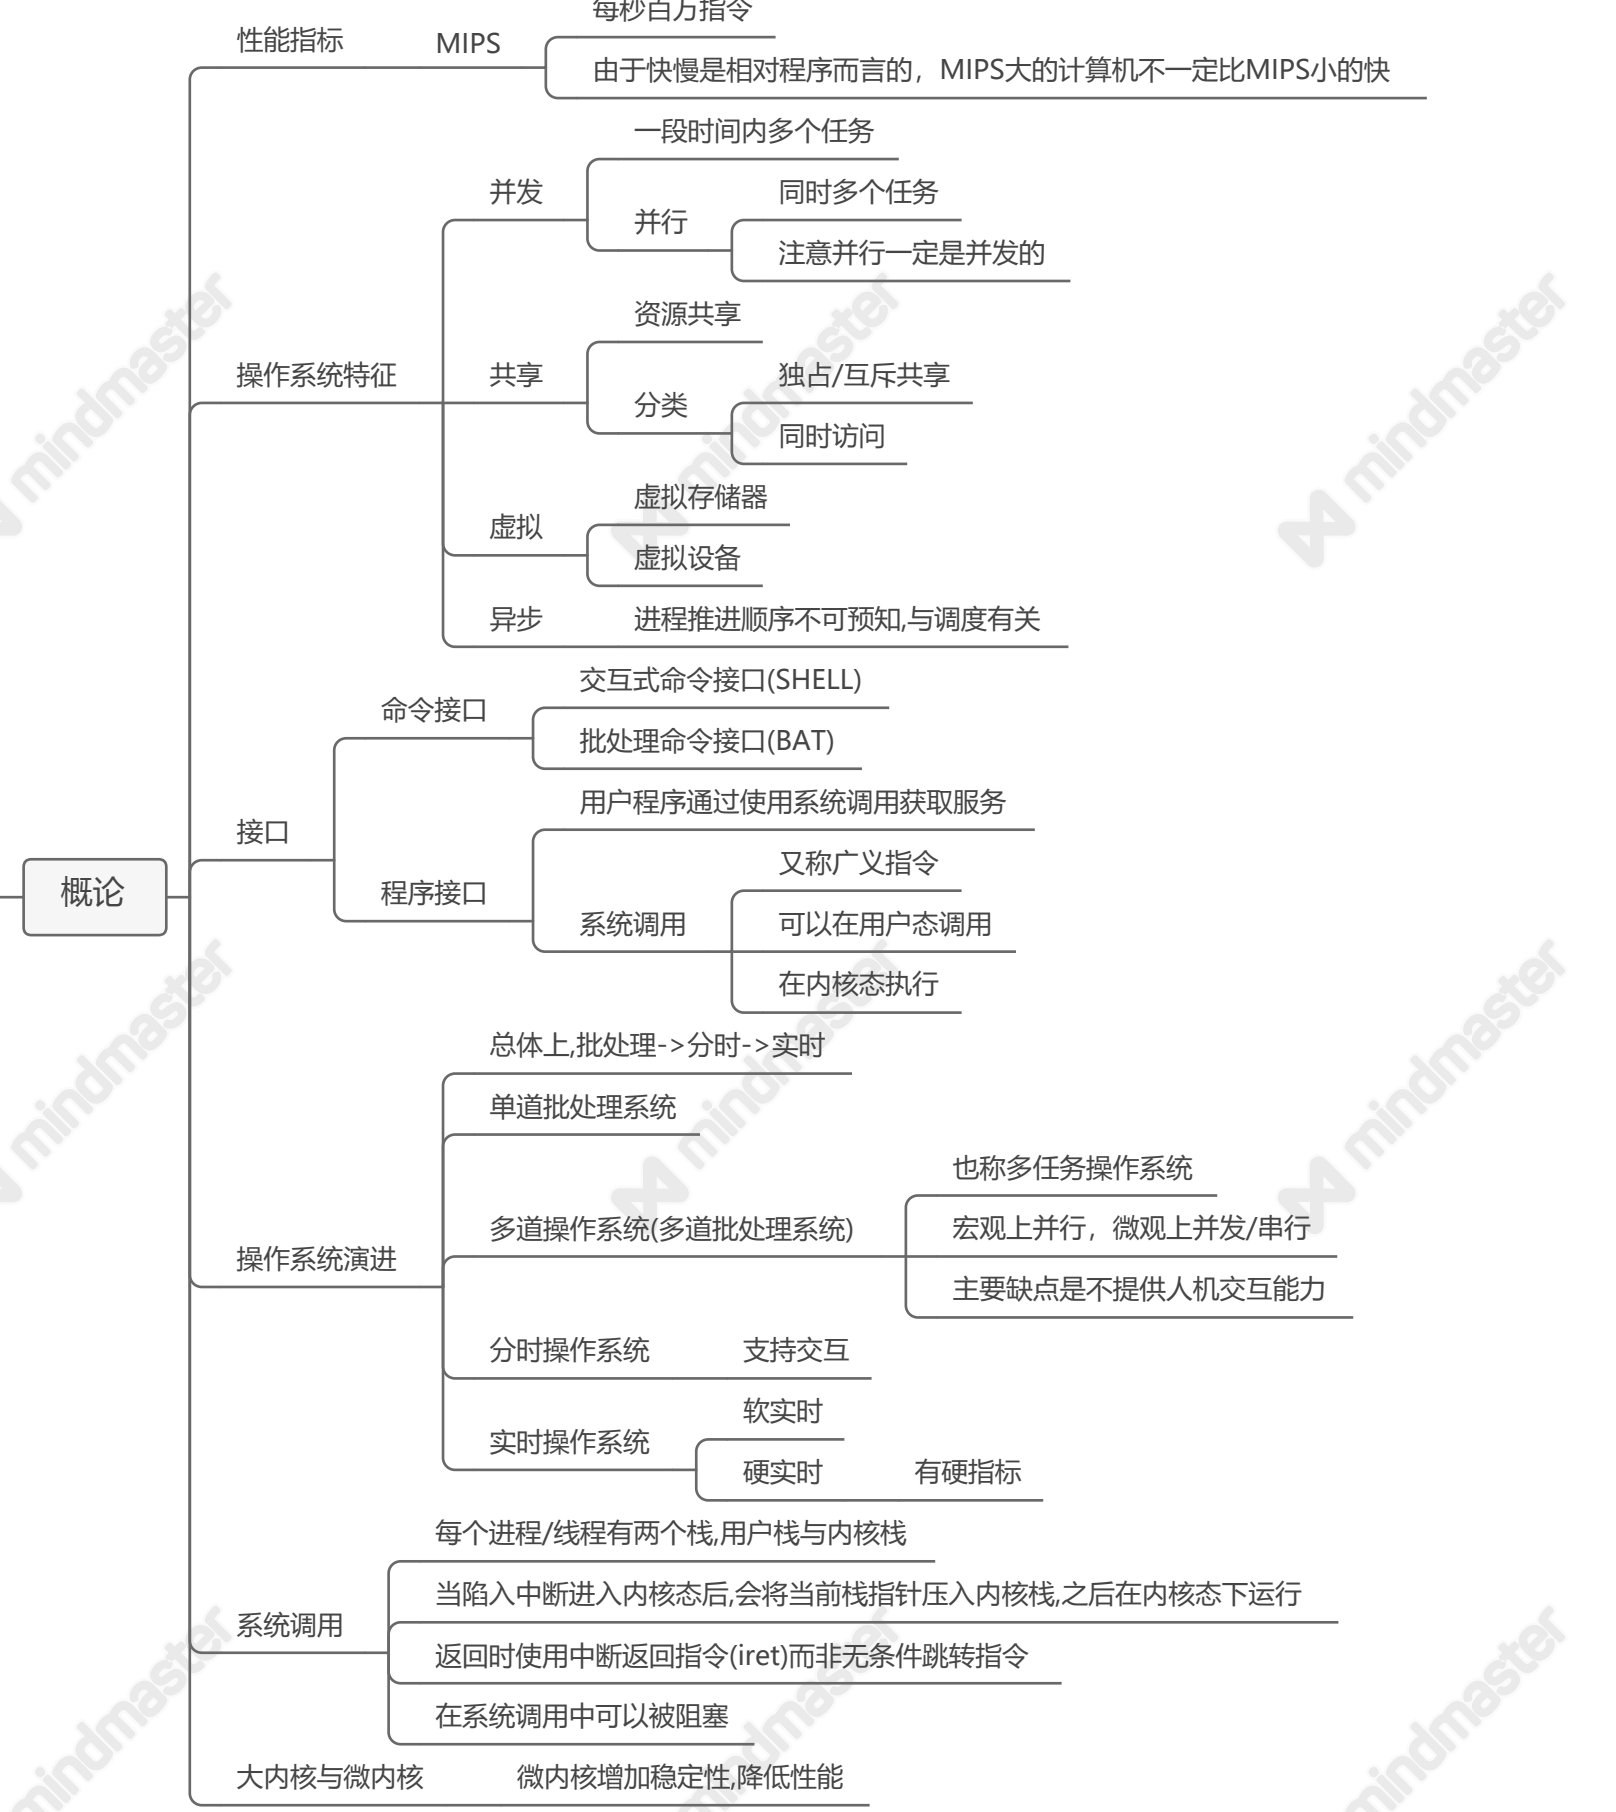 每秒百万指令
性能指标 MIPS
由于快慢是相对程序而言的，MIPS大的计算机不一定比MIPS小的快
一段时间内多个任务
并发
同时多个任务
并行
注意并行一定是并发的
资源共享
操作系统特征
共享
独占/互斥共享
分类
同时访问
虚拟存储器
虚拟
虚拟设备
异步 进程推进顺序不可预知,与调度有关
交互式命令接口(SHELL)
命令接口
批处理命令接口(BAT)
用户程序通过使用系统调用获取服务
接口
又称广义指令
概论
程序接口
系统调用
可以在用户态调用
在内核态执行
总体上,批处理->分时->实时
单道批处理系统
也称多任务操作系统
多道操作系统(多道批处理系统)
宏观上并行，微观上并发/串行
操作系统演进
主要缺点是不提供人机交互能力
分时操作系统 支持交互
软实时
实时操作系统
硬实时 有硬指标
每个进程/线程有两个栈,用户栈与内核栈
当陷入中断进入内核态后,会将当前栈指针压入内核栈,之后在内核态下运行
系统调用
返回时使用中断返回指令(iret)而非无条件跳转指令
在系统调用中可以被阻塞
大内核与微内核 微内核增加稳定性,降低性能
mindmaster
mindmaster
mindmaster
mindmaster
mindmaster
mindmaster
mindmaster
mindmaster
mindmaster